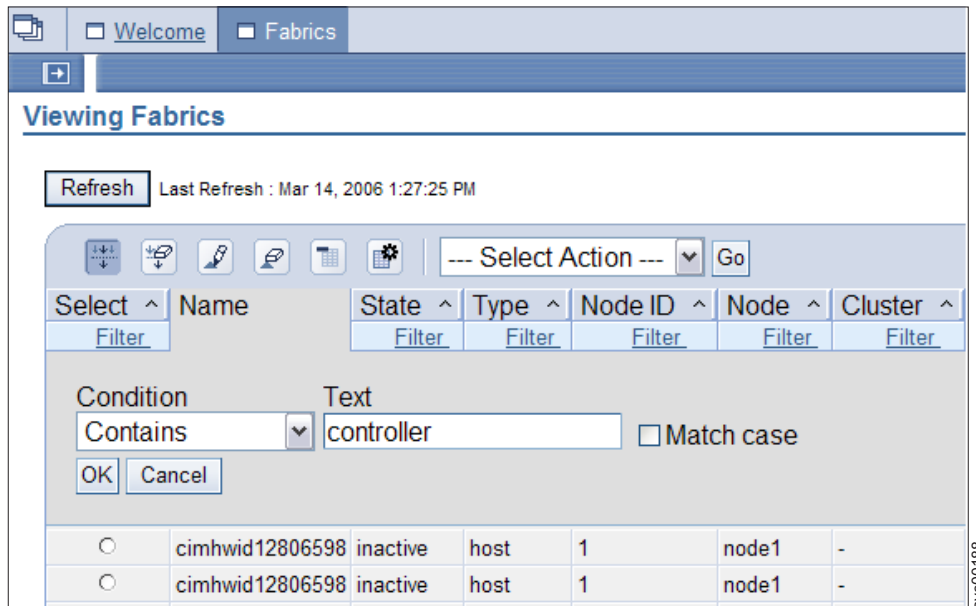 Welcome Fabrics
Viewing Fabrics
Refresh Last Refresh : Mar 14, 2006 1:27:25 PM
--- Select Action --- Go
Select ^ Name State ^ Type ^ Node ID ^ Node ^ Cluster ^
Filter Filter Filter Filter Filter Filter
Condition Text
Contains controller Match case
OK Cancel
cimhwid12806598 inactive host 1 node1 -
cimhwid12806598 inactive host 1 node1 -